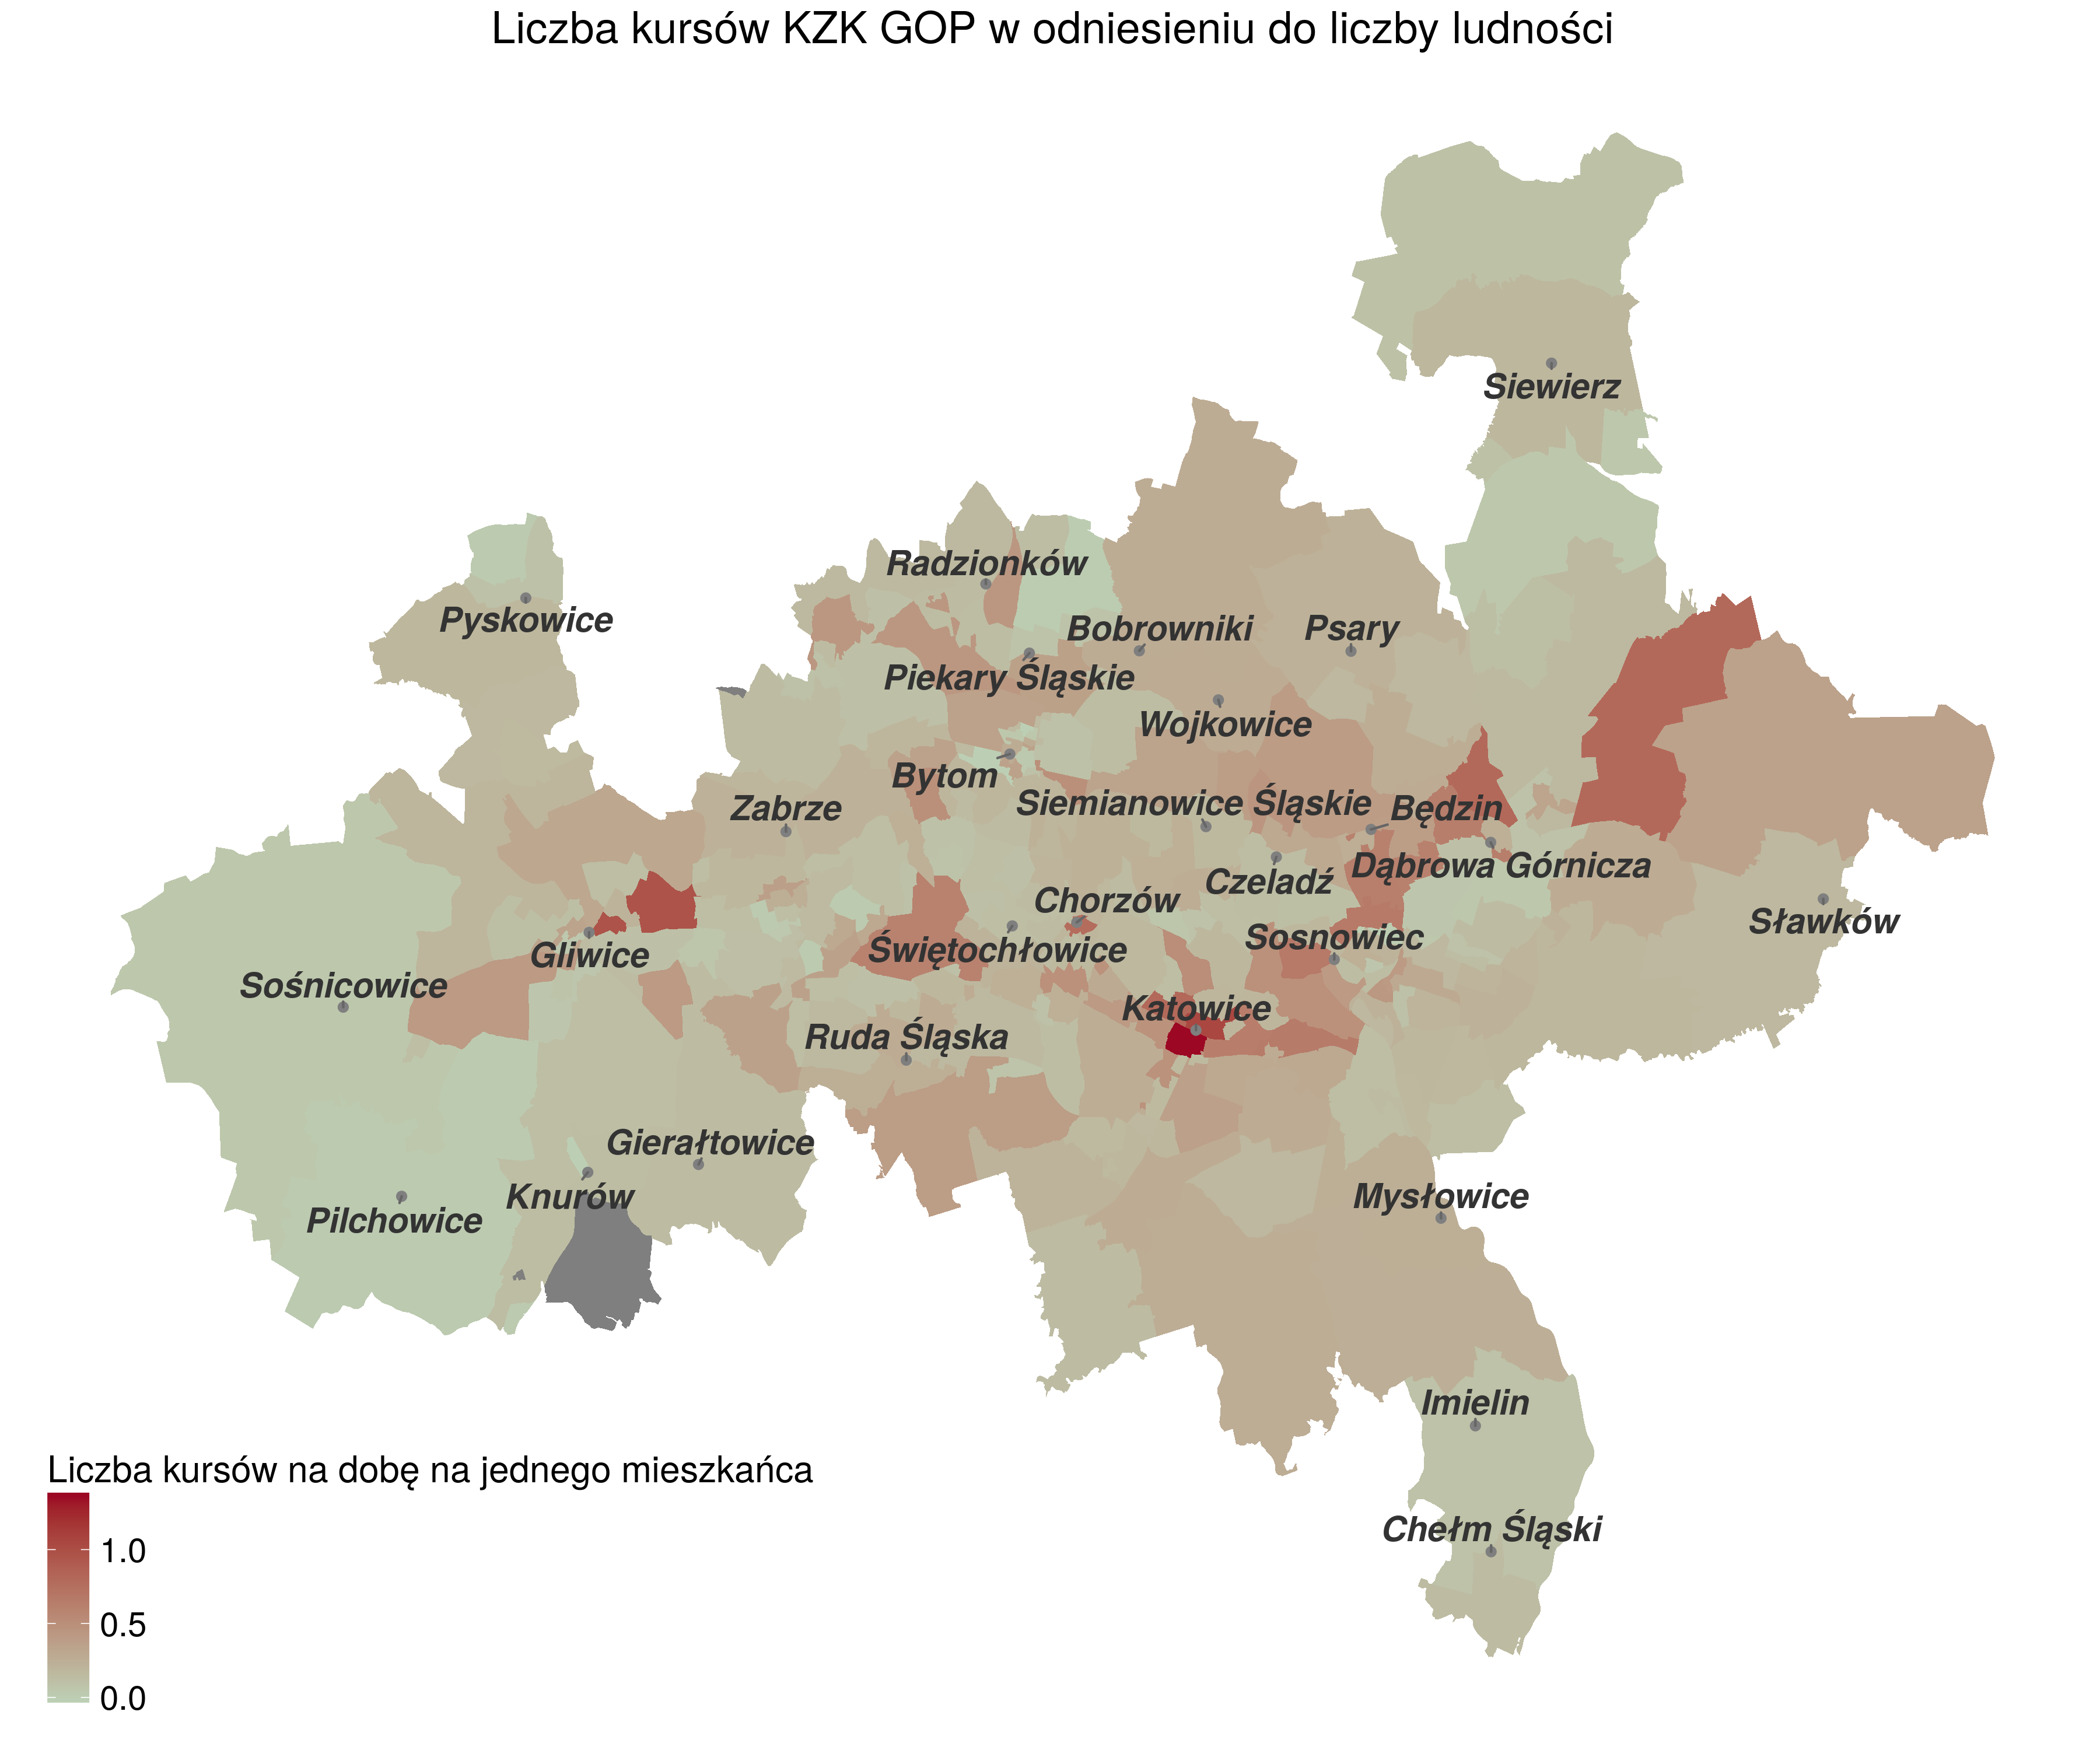 Liczba kursów KZK GOP w odniesieniu do liczby ludności
Siewierz
Radzionków
Pyskowice
Bobrowniki
Psary
Piekary Śląskie
Wojkowice
Bytom
Siemianowice Śląskie
Zabrze
Będzin
Dąbrowa Górnicza
Czeladź
Chorzów
Sławków
Sosnowiec
Świętochłowice
Gliwice
Sośnicowice
Katowice
Ruda Śląska
Gierałtowice
Knurów
Mysłowice
Pilchowice
Imielin
Chełm Śląski
Liczba kursów na dobę na jednego mieszkańca
1.0
0.5
0.0